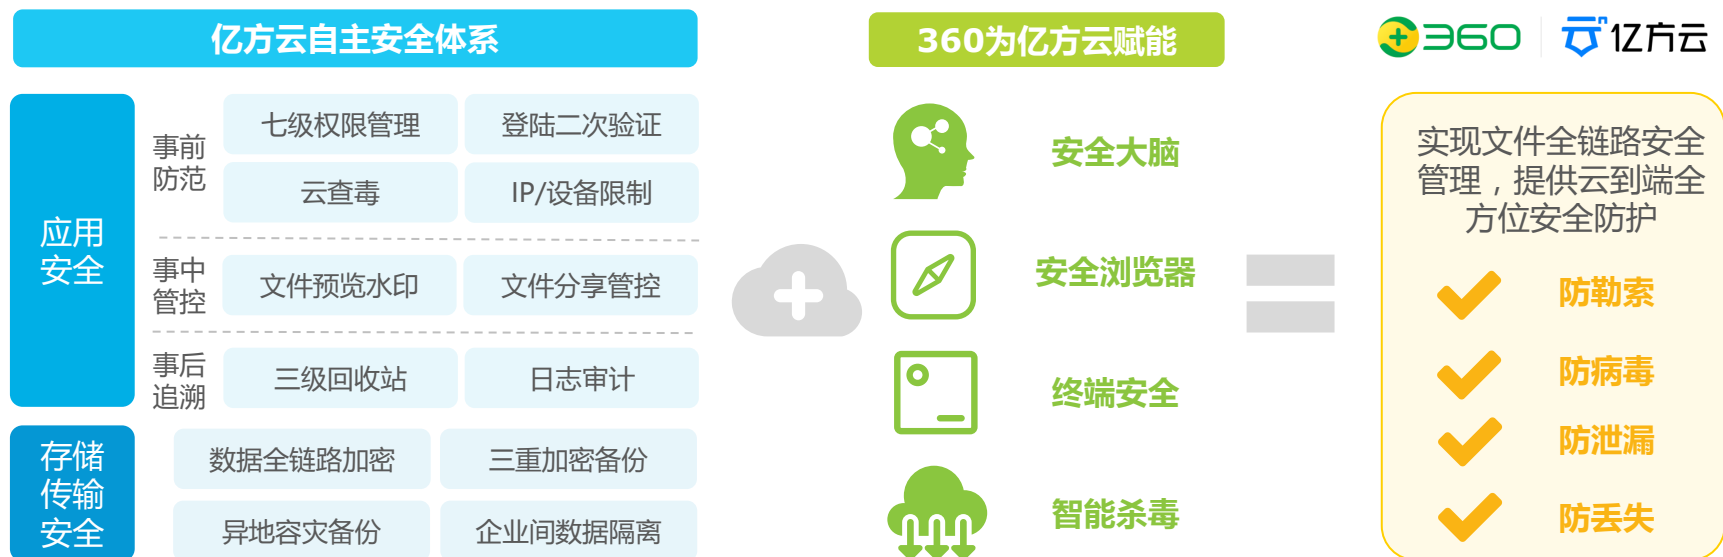 亿方云自主安全体系
360为亿方云赋能
360
亿方云
应用
安全
事前
防范
七级权限管理
登陆二次验证
云查毒
IP/设备限制
事中
管控
文件预览水印
文件分享管控
事后
追溯
三级回收站
日志审计
存储
传输
安全
数据全链路加密
三重加密备份
异地容灾备份
企业间数据隔离
安全大脑
安全浏览器
终端安全
智能杀毒
实现文件全链路安全
管理，提供云到端全
方位安全防护
防勒索
防病毒
防泄漏
防丢失